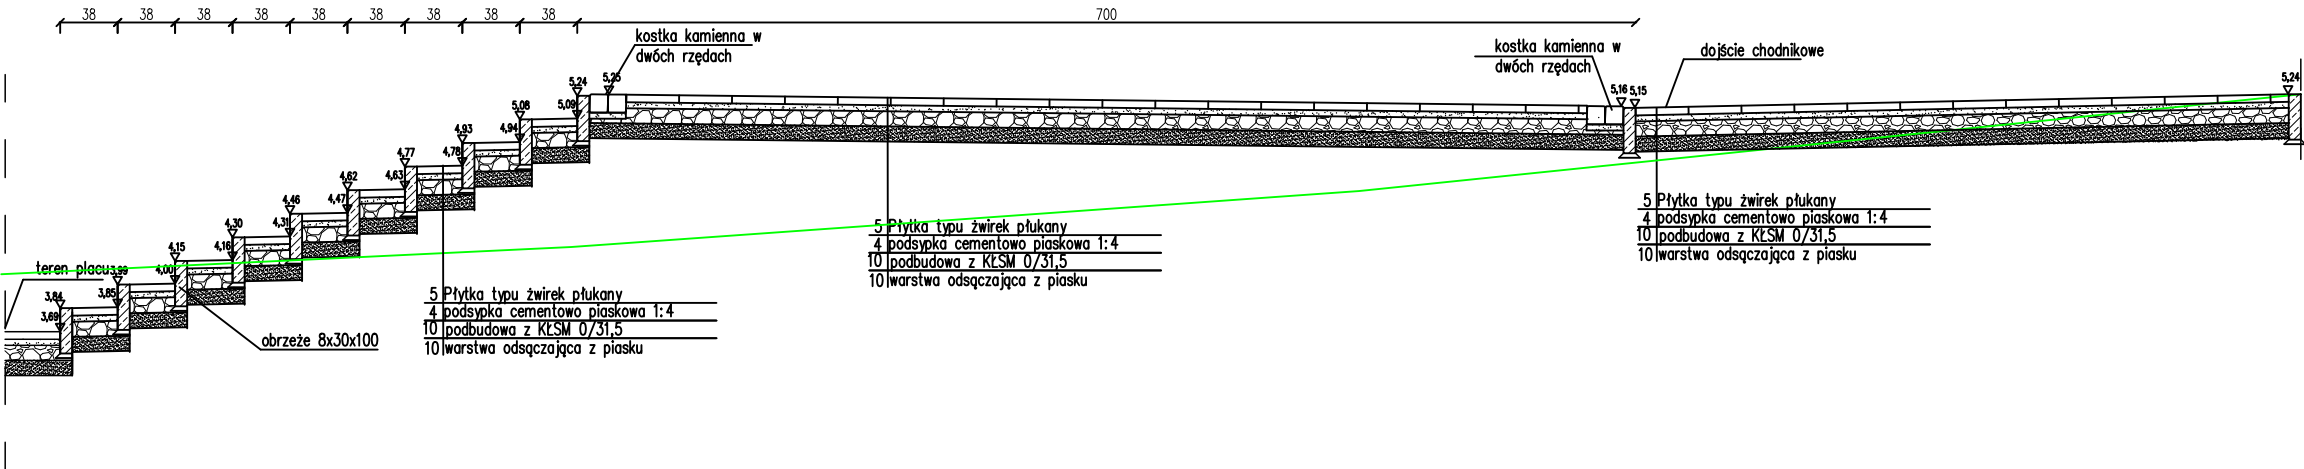 38 38 38 38 38 38 38 38 38 700
kostka kamienna w
dwóch rzędach
kostka kamienna w
dwóch rzędach
dojście chodnikowe
5,24
5,25
5,09
5,08
4,94
4,93
4,78
4,77
4,63
4,62
4,47
4,46
4,31
4,30
4,16
4,15
4,00
3,99
3,85
3,84
3,69
5,16
5,15
5,24
teren placu
obrzeże 8x30x100
5 Płytka typu żwirek płukany
4 podsypka cementowo piaskowa 1:4
10 podbudowa z KŁSM 0/31,5
10 warstwa odsączająca z piasku
5 Płytka typu żwirek płukany
4 podsypka cementowo piaskowa 1:4
10 podbudowa z KŁSM 0/31,5
10 warstwa odsączająca z piasku
5 Płytka typu żwirek płukany
4 podsypka cementowo piaskowa 1:4
10 podbudowa z KŁSM 0/31,5
10 warstwa odsączająca z piasku